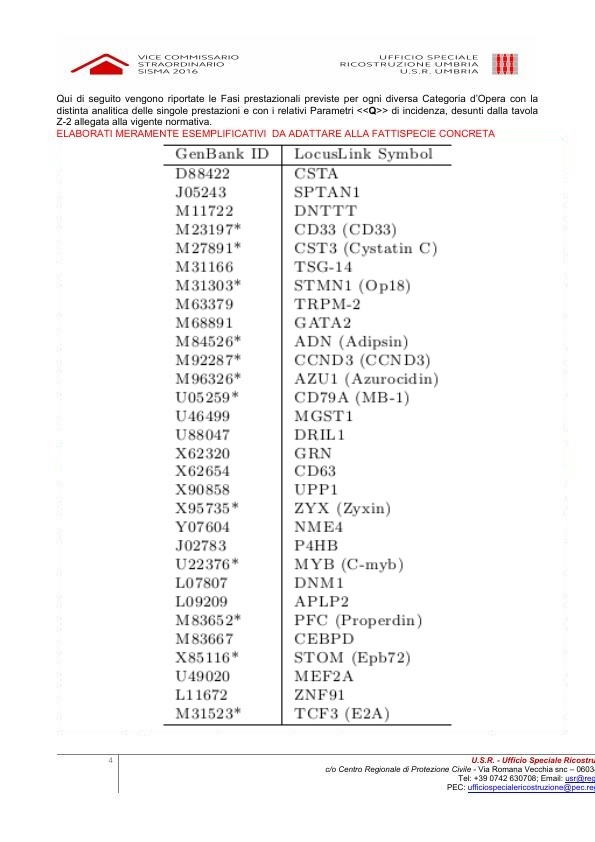 VICE COMMISSARIO
STRAORDINARIO
SISMA 2016
UFFICIO SPECIALE
RICOSTRUZIONE UMBRIA
U.S.R. UMBRIA
Qui di seguito vengono riportate le Fasi prestazionali previste per ogni diversa Categoria d'Opera con la
distinta analitica delle singole prestazioni e con i relativi Parametri <<Q>> di incidenza, desunti dalla tavola
Z-2 allegata alla vigente normativa.
ELABORATI MERAMENTE ESEMPLIFICATIVI DA ADATTARE ALLA FATTISPECIE CONCRETA
GenBank ID LocusLink Symbol
D88422 CSTA
J05243 SPTAN1
M11722 DNTTT
M23197* CD33 (CD33)
M27891* CST3 (Cystatin C)
M31166 TSG-14
M31303* STMN1 (Op18)
M63379 TRPM-2
M68891 GATA2
M84526* ADN (Adipsin)
M92287* CCND3 (CCND3)
M96326* AZU1 (Azurocidin)
U05259* CD79A (MB-1)
U46499 MGST1
U88047 DRIL1
X62320 GRN
X62654 CD63
X90858 UPP1
X95735* ZYX (Zyxin)
Y07604 NME4
J02783 P4HB
U22376* MYB (C-myb)
L07807 DNM1
L09209 APLP2
M83652* PFC (Properdin)
M83667 CEBPD
X85116* STOM (Epb72)
U49020 MEF2A
L11672 ZNF91
M31523* TCF3 (E2A)
4
U.S.R. - Ufficio Speciale Ricostru
c/o Centro Regionale di Protezione Civile - Via Romana Vecchia snc – 0603
Tel: +39 0742 630708; Email: usr@reg
PEC: ufficiospecialericostruzione@pec.reg